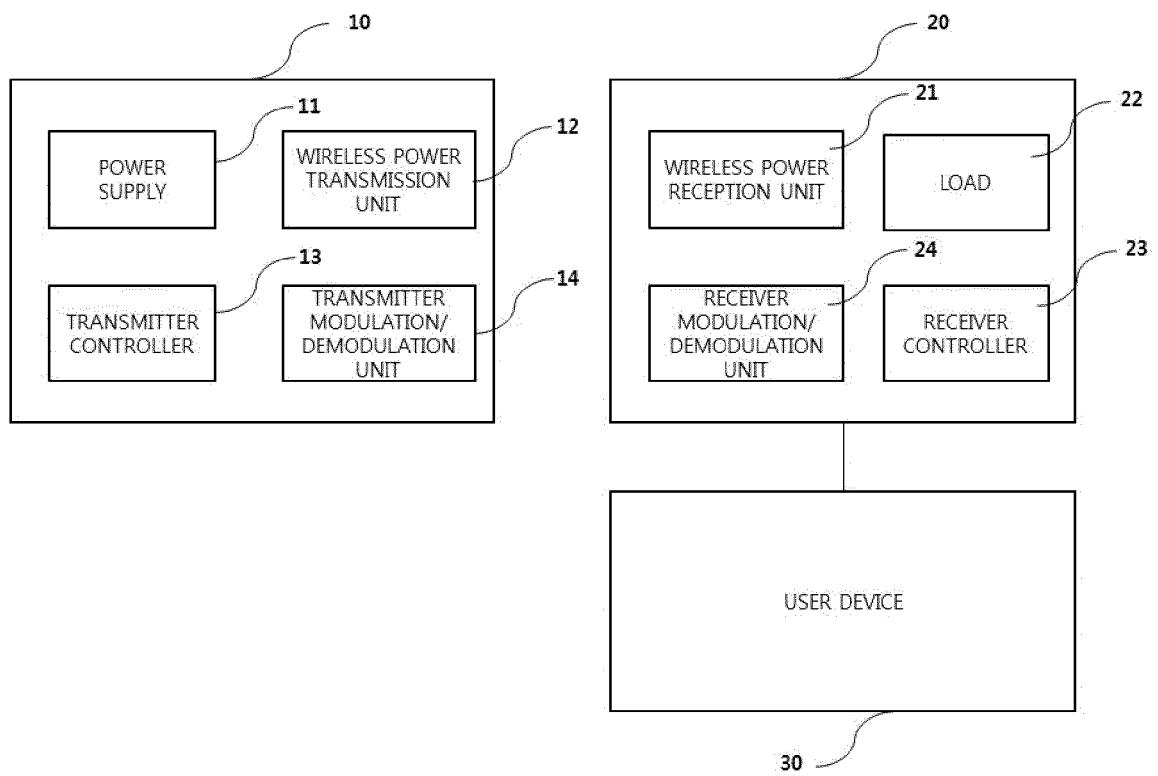 10
20
11
POWER
SUPPLY
12
WIRELESS POWER
TRANSMISSION
UNIT
21
WIRELESS POWER
RECEPTION UNIT
22
LOAD
13
TRANSMITTER
CONTROLLER
14
TRANSMITTER
MODULATION/
DEMODULATION
UNIT
24
RECEIVER
MODULATION/
DEMODULATION
UNIT
23
RECEIVER
CONTROLLER
USER DEVICE
30